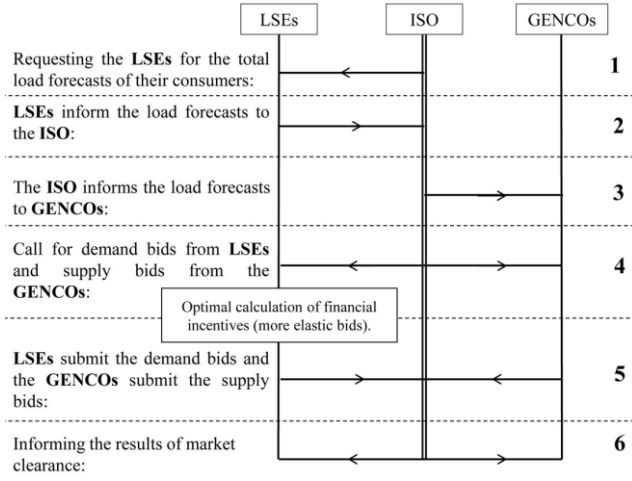 LSEs ISO GENCOs
Requesting the LSEs for the total
load forecasts of their consumers:
1
LSEs inform the load forecasts to
the ISO:
2
The ISO informs the load forecasts
to GENCOs:
3
Call for demand bids from LSEs
and supply bids from the
GENCOs:
4
Optimal calculation of financial
incentives (more elastic bids).
LSEs submit the demand bids and
the GENCOs submit the supply
bids:
5
Informing the results of market
clearance:
6